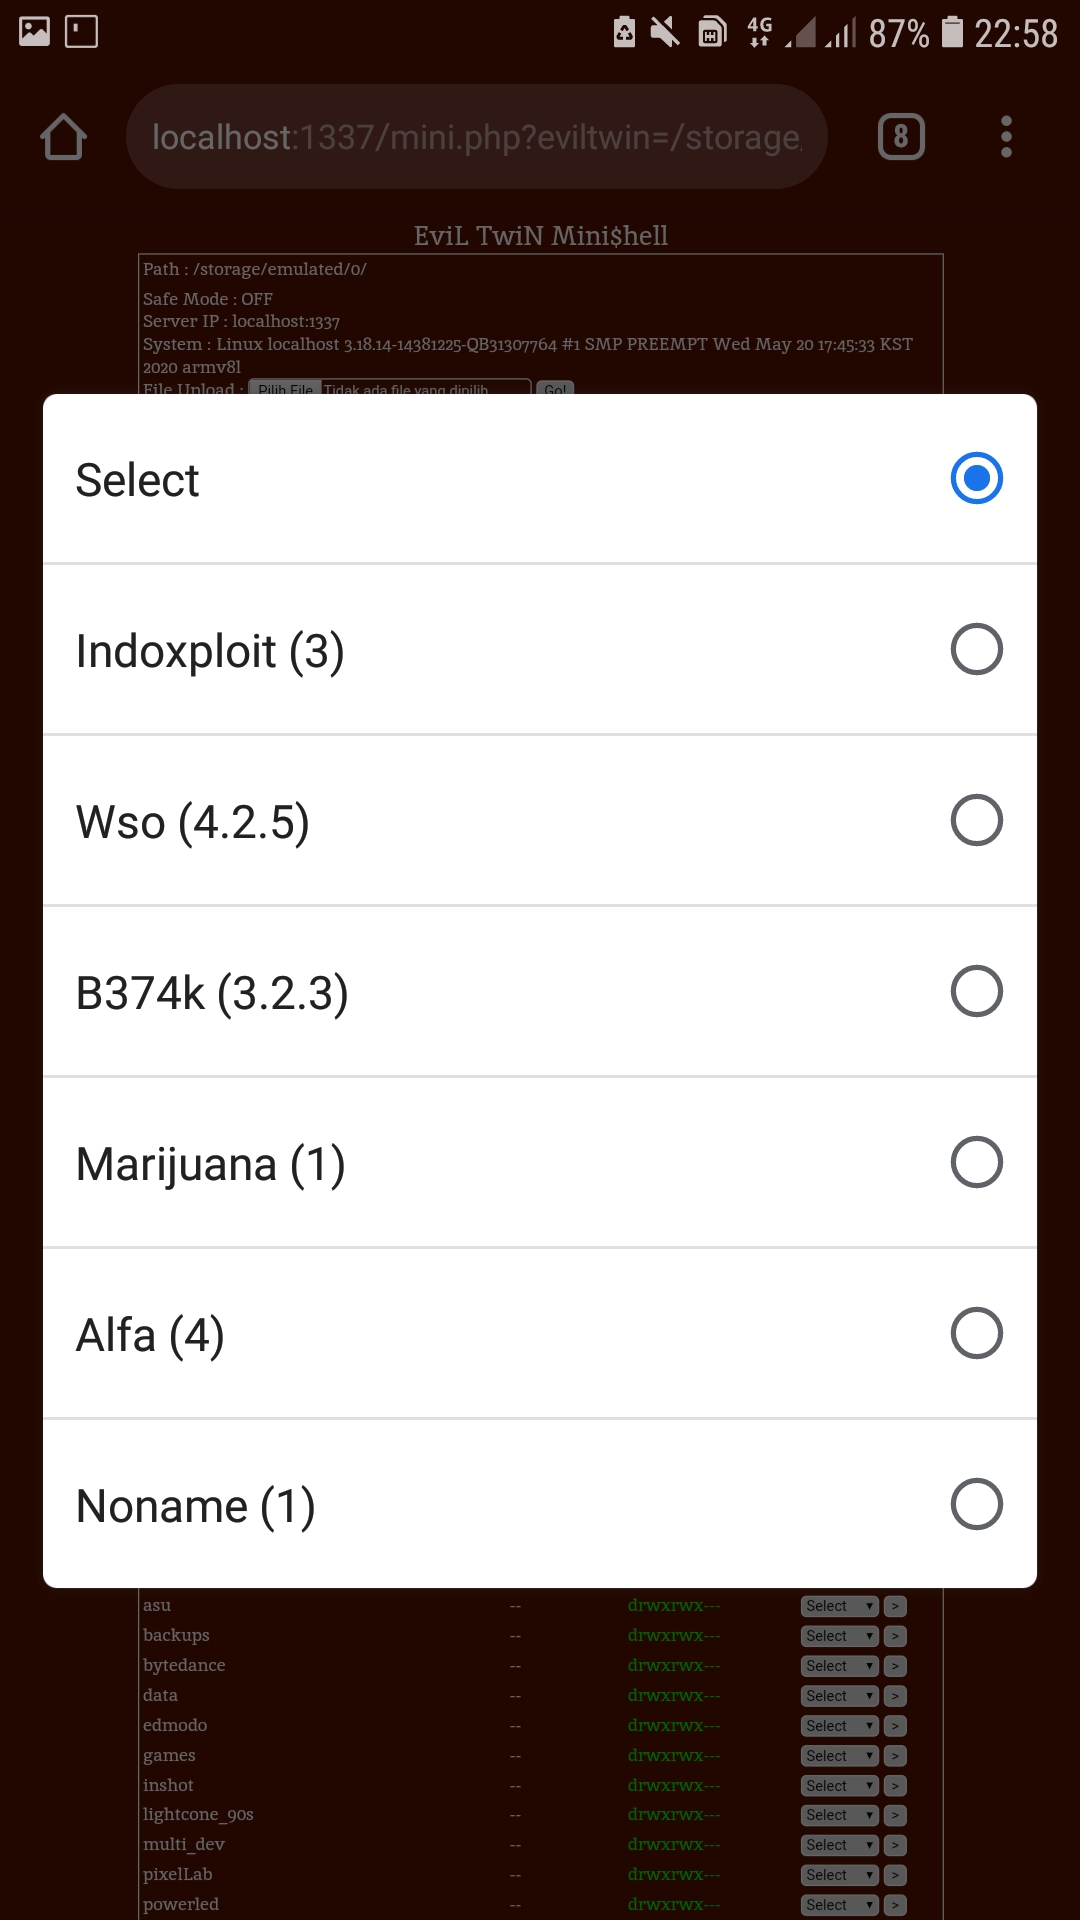 4G 87% 22:58
localhost:1337/mini.php?eviltwin=/storage
8
EviL TwiN Mini$hell
Path : /storage/emulated/0/
Safe Mode : OFF
Server IP : localhost:1337
System : Linux localhost 3.18.14-14381225-QB31307764 #1 SMP PREEMPT Wed May 20 17:45:33 KST
2020 armv8l
File Upload : Pilih File Tidak ada file yang dipilih Go!
Select
Indoxploit (3)
Wso (4.2.5)
B374k (3.2.3)
Marijuana (1)
Alfa (4)
Noname (1)
asu -- drwxrwx--- Select >
backups -- drwxrwx--- Select >
bytedance -- drwxrwx--- Select >
data -- drwxrwx--- Select >
edmodo -- drwxrwx--- Select >
games -- drwxrwx--- Select >
inshot -- drwxrwx--- Select >
lightcone_90s -- drwxrwx--- Select >
multi_dev -- drwxrwx--- Select >
pixelLab -- drwxrwx--- Select >
powerled -- drwxrwx--- Select >